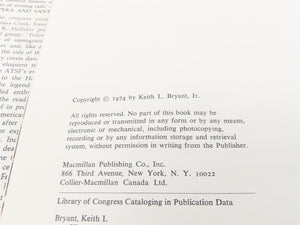 the company point
Copyright © 1974 by Keith L. Bryant, Jr.
All rights reserved. No part of this book may be
reproduced or transmitted in any form or by any means,
electronic or mechanical, including photocopying,
recording or by any information storage and retrieval
system, without permission in writing from the Publisher.
Macmillan Publishing Co., Inc.
866 Third Avenue, New York, N. Y. 10022
Collier-Macmillan Canada Ltd.
Library of Congress Cataloging in Publication Data
Bryant, Keith L